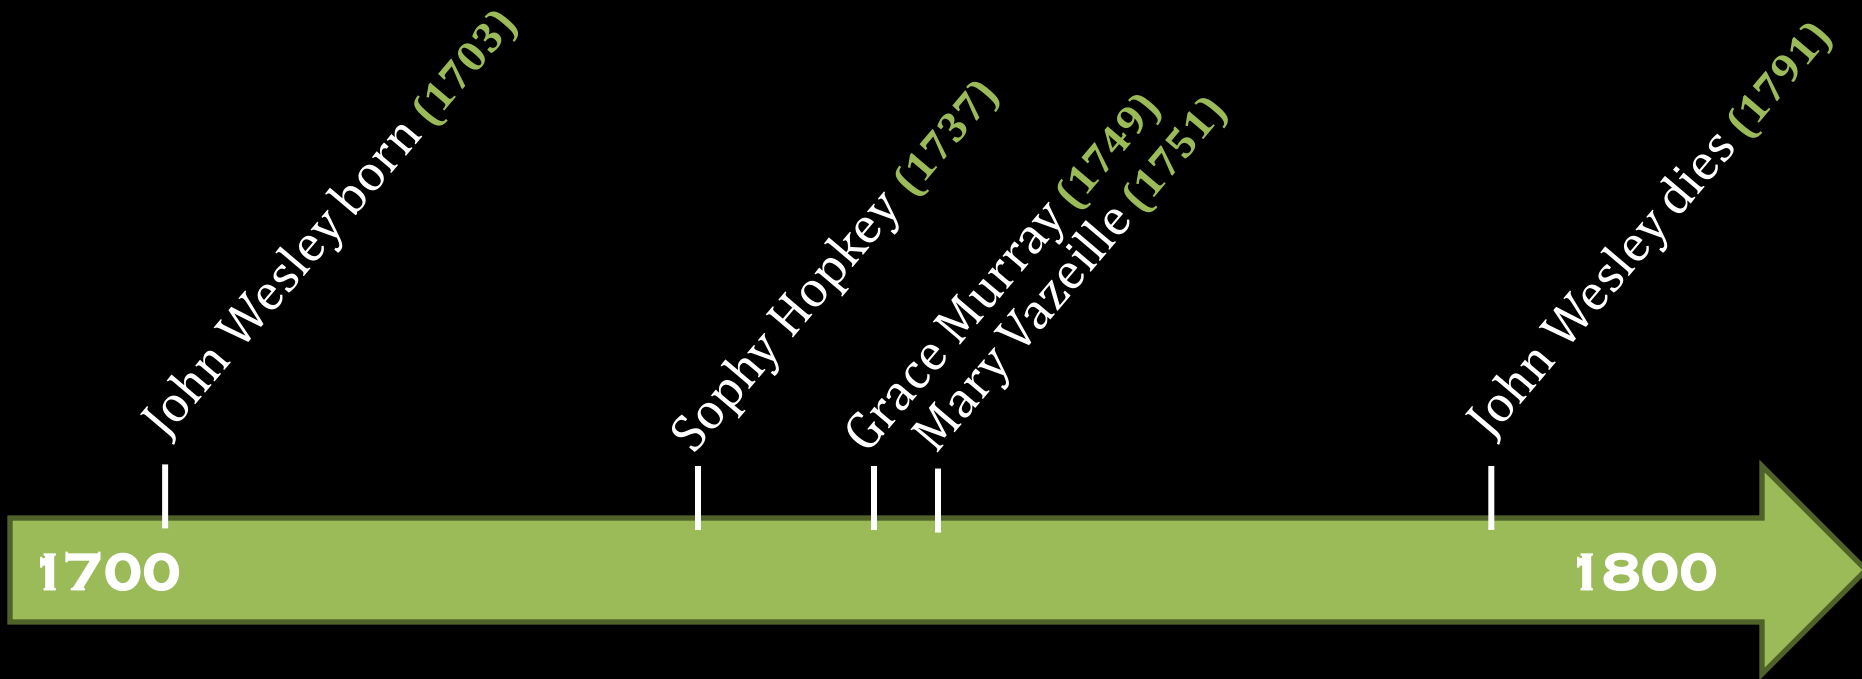 John Wesley born (1703)
Sophy Hopkey (1737)
Grace Murray (1749)
Mary Vazeille (1751)
John Wesley dies (1791)
1700
1800